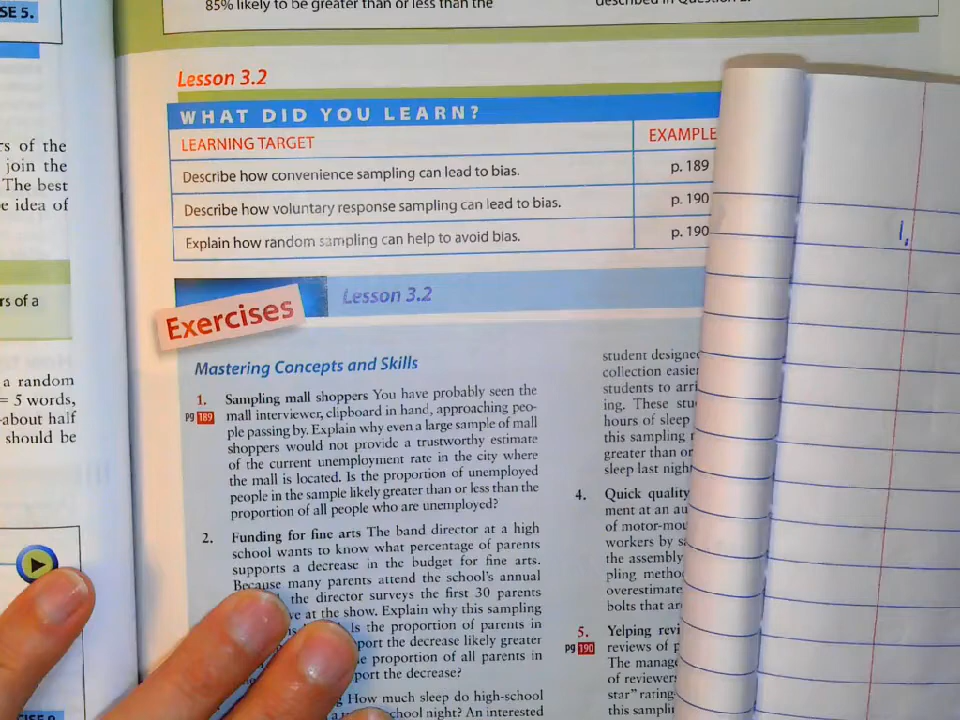 SE 5.
85% likely to be greater than or less than the
described in Question
rs of the
join the
The best
e idea of
rs of a
a random
= 5 words,
about half
should be
Lesson 3.2
WHAT DID YOU LEARN?
LEARNING TARGET EXAMPLE
Describe how convenience sampling can lead to bias. p. 189
Describe how voluntary response sampling can lead to bias. p. 190
Explain how random sampling can help to avoid bias. p. 190
Exercises Lesson 3.2
Mastering Concepts and Skills
1. Sampling mall shoppers You have probably seen the
pg 189 mall interviewer, clipboard in hand, approaching peo-
ple passing by. Explain why even a large sample of mall
shoppers would not provide a trustworthy estimate
of the current unemployment rate in the city where
the mall is located. Is the proportion of unemployed
people in the sample likely greater than or less than the
proportion of all people who are unemployed?
2. Funding for fine arts The band director at a high
school wants to know what percentage of parents
supports a decrease in the budget for fine arts.
Because many parents attend the school's annual
the director surveys the first 30 parents
ve at the show. Explain why this sampling
Is the proportion of parents in
port the decrease likely greater
proportion of all parents in
port the decrease?
How much sleep do high-school
school night? An interested
student designe
collection easier
students to arri
ing. These stu
hours of sleep
this sampling
greater than or
sleep last night
4. Quick quality
ment at an au
of motor-mou
workers by s
the assembly
pling metho
overestimate
bolts that ar
5. Yelping revi
pg 190 reviews of p
The manag
of reviewer
star" rating
this sampli
1.